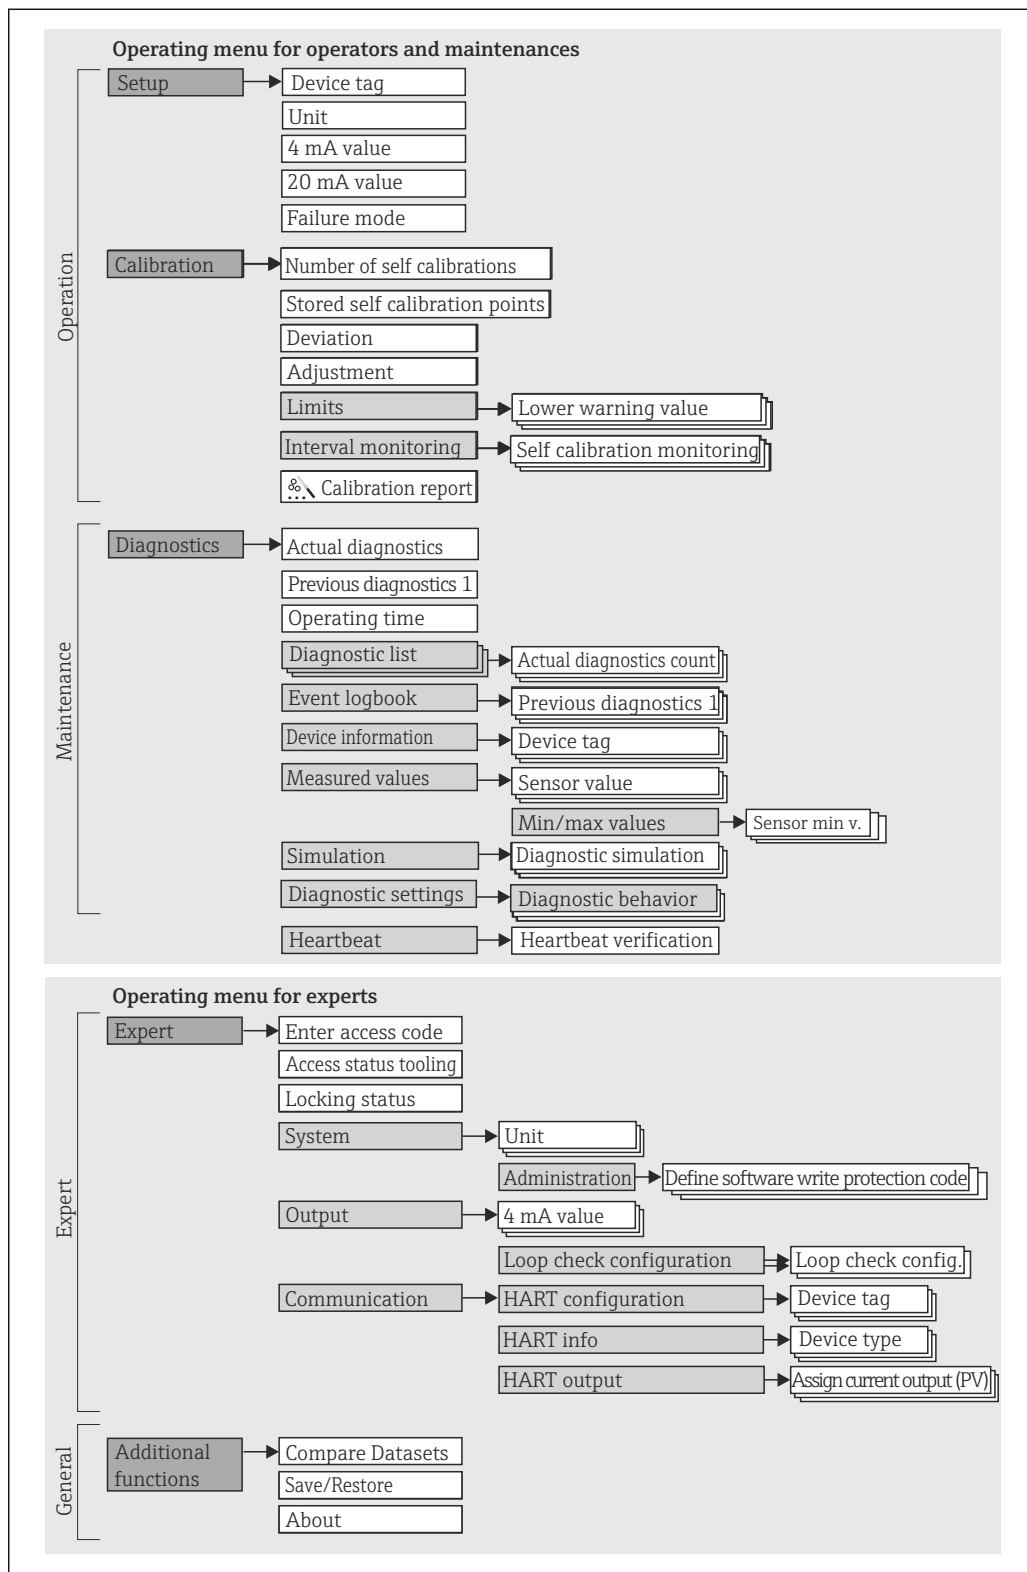 Operating menu for operators and maintenances
Operation
Setup
Device tag
Unit
4 mA value
20 mA value
Failure mode
Calibration
Number of self calibrations
Stored self calibration points
Deviation
Adjustment
Limits
Lower warning value
Interval monitoring
Self calibration monitoring
Calibration report
Maintenance
Diagnostics
Actual diagnostics
Previous diagnostics 1
Operating time
Diagnostic list
Actual diagnostics count
Event logbook
Previous diagnostics 1
Device information
Device tag
Measured values
Sensor value
Min/max values
Sensor min v.
Simulation
Diagnostic simulation
Diagnostic settings
Diagnostic behavior
Heartbeat
Heartbeat verification
Operating menu for experts
Expert
Expert
Enter access code
Access status tooling
Locking status
System
Unit
Administration
Define software write protection code
Output
4 mA value
Loop check configuration
Loop check config.
Communication
HART configuration
Device tag
HART info
Device type
HART output
Assign current output (PV)
General
Additional
functions
Compare Datasets
Save/Restore
About